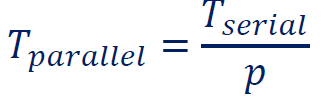 T_parallel = T_serial / p